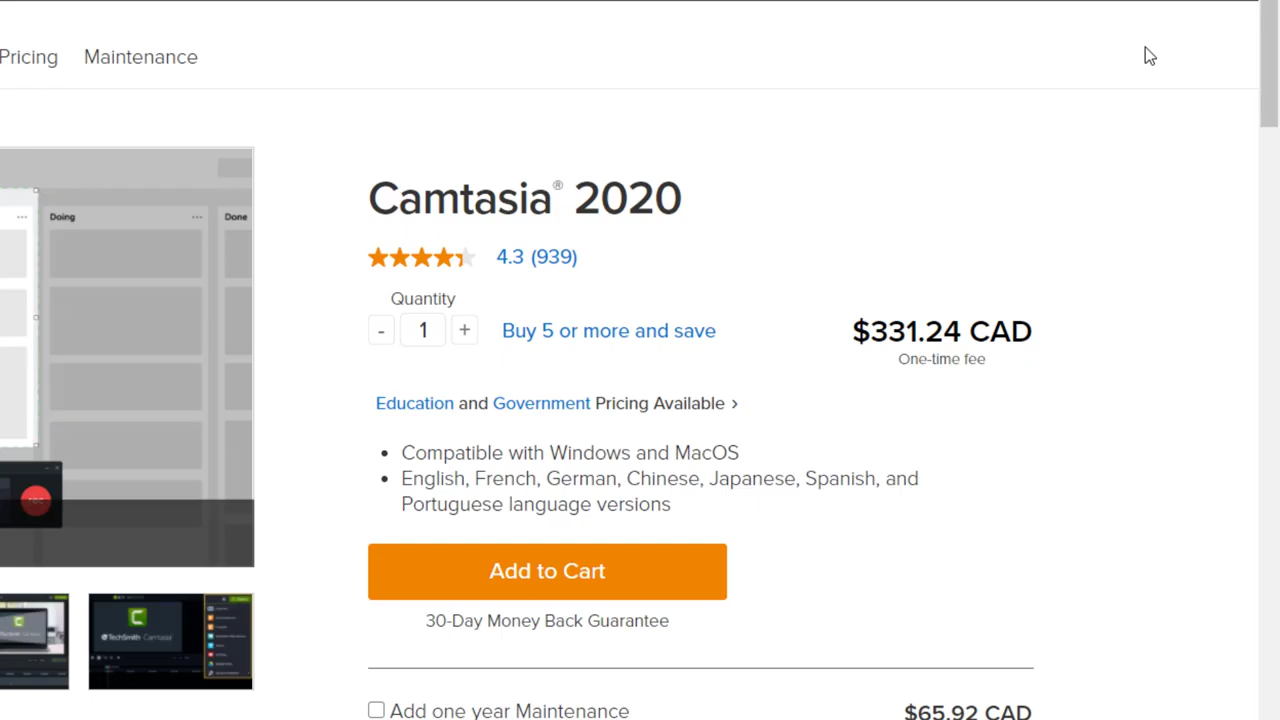 Pricing Maintenance
Doing
Done
rec
Camtasia® 2020
4.3 (939)
Quantity
- 1 + Buy 5 or more and save
$331.24 CAD
One-time fee
Education and Government Pricing Available ›
• Compatible with Windows and MacOS
• English, French, German, Chinese, Japanese, Spanish, and
Portuguese language versions
Add to Cart
30-Day Money Back Guarantee
TechSmith Camtasia
Add one year Maintenance $65.92 CAD